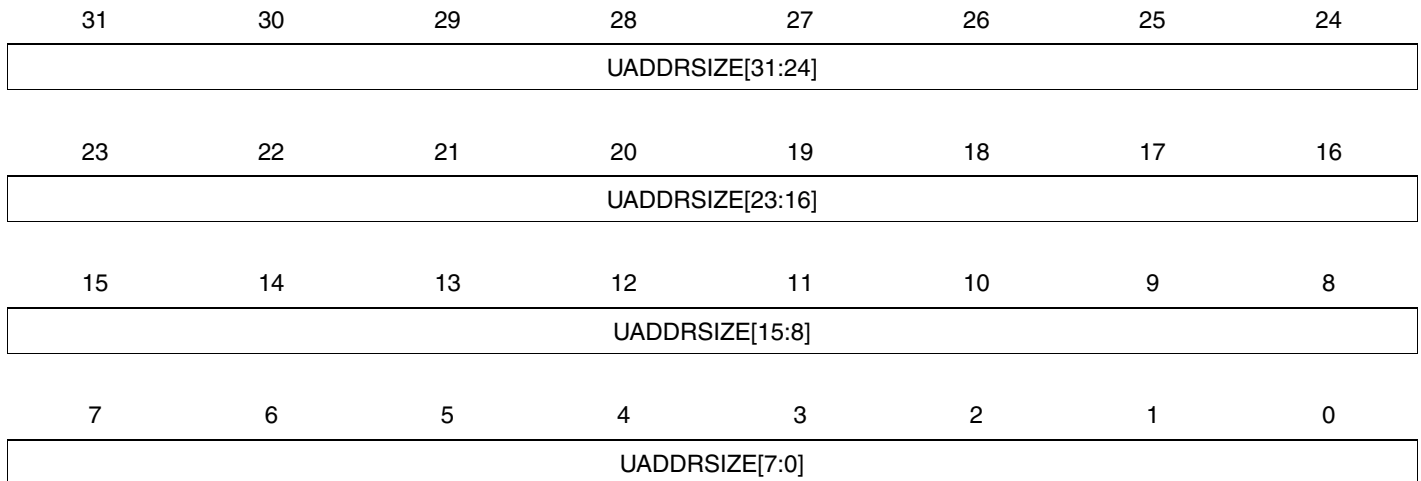 31 30 29 28 27 26 25 24
UADDRSIZE[31:24]
23 22 21 20 19 18 17 16
UADDRSIZE[23:16]
15 14 13 12 11 10 9 8
UADDRSIZE[15:8]
7 6 5 4 3 2 1 0
UADDRSIZE[7:0]